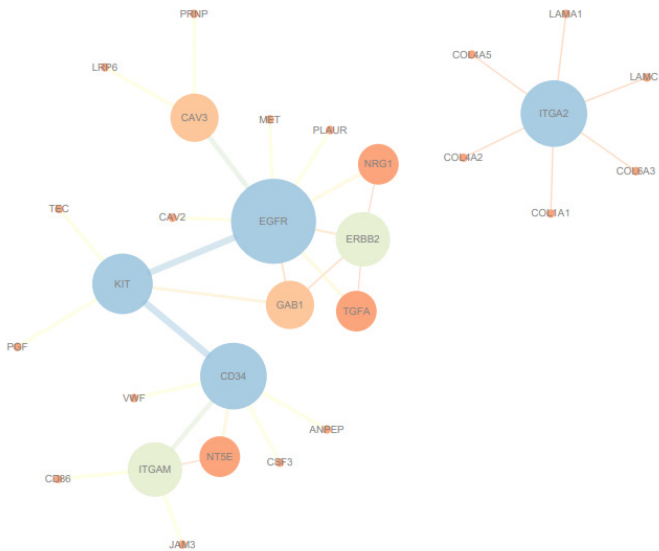 PRNP
LAMA1
LRP6
COL4A5
LAMC
CAV3
ITGA2
MET
PLAUR
NRG1
COL4A2
COL6A3
TEC
CAV2
EGFR
ERBB2
COL1A1
KIT
GAB1
TGFA
PGF
CD34
VWF
ANPEP
NT5E
CSF3
ITGAM
CD86
JAM3